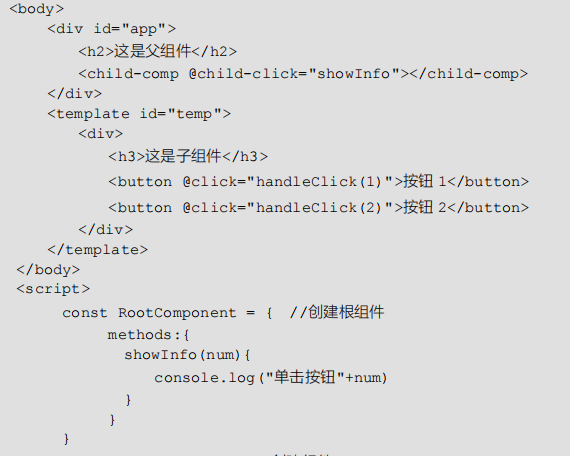 <body>
<div id="app">
<h2>这是父组件</h2>
<child-comp @child-click="showInfo"></child-comp>
</div>
<template id="temp">
<div>
<h3>这是子组件</h3>
<button @click="handleClick(1)">按钮 1</button>
<button @click="handleClick(2)">按钮 2</button>
</div>
</template>
</body>
<script>
const RootComponent = { //创建根组件
methods:{
showInfo(num){
console.log("单击按钮"+num)
}
}
}